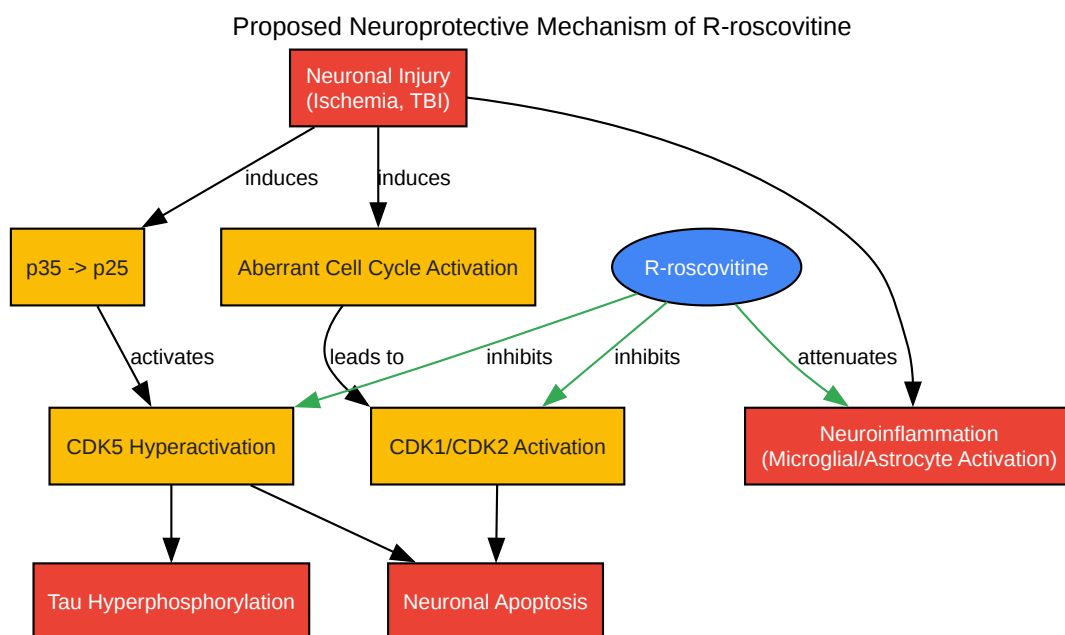 Proposed Neuroprotective Mechanism of R-roscovitine
Neuronal Injury
(Ischemia, TBI)
induces
induces
p35 -> p25
Aberrant Cell Cycle Activation
R-roscovitine
activates
leads to
inhibits
inhibits
attenuates
CDK5 Hyperactivation
CDK1/CDK2 Activation
Neuroinflammation
(Microglial/Astrocyte Activation)
Tau Hyperphosphorylation
Neuronal Apoptosis